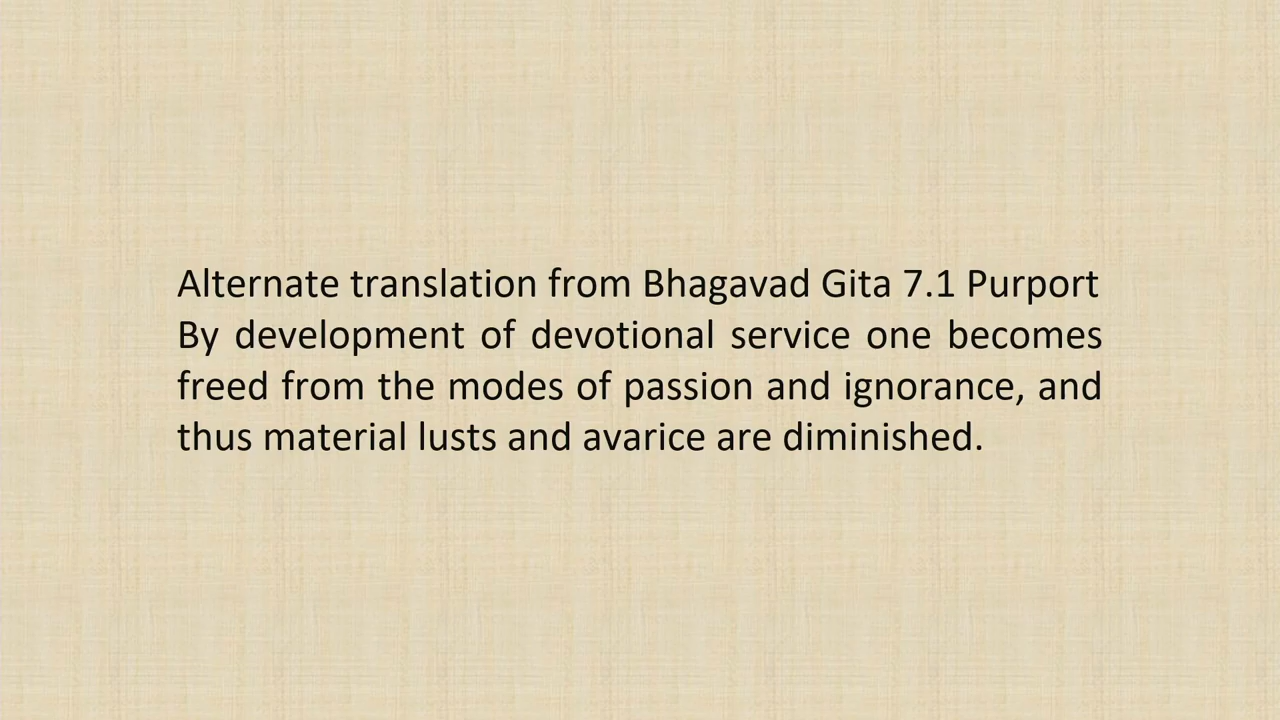 Alternate translation from Bhagavad Gita 7.1 Purport
By development of devotional service one becomes
freed from the modes of passion and ignorance, and
thus material lusts and avarice are diminished.